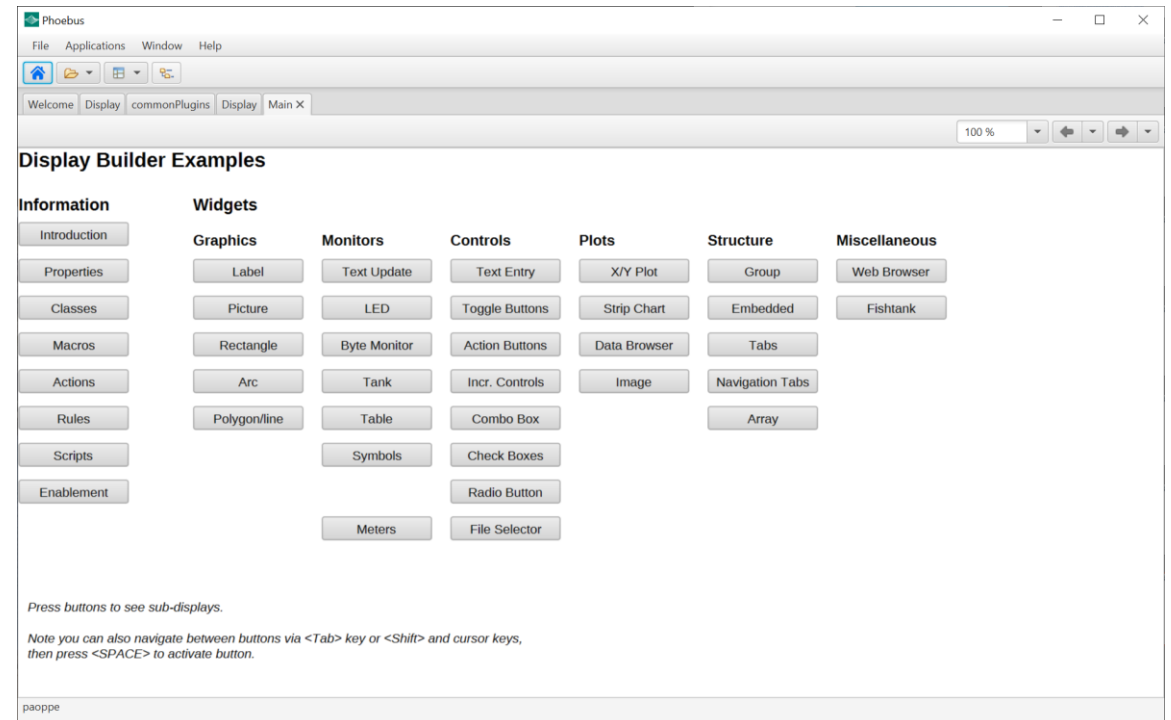 Phoebus
File Applications Window Help
Welcome Display commonPlugins Display Main
100 %
Display Builder Examples
Information Widgets
Introduction Graphics Monitors Controls Plots Structure Miscellaneous
Properties Label Text Update Text Entry X/Y Plot Group Web Browser
Classes Picture LED Toggle Buttons Strip Chart Embedded Fishtank
Macros Rectangle Byte Monitor Action Buttons Data Browser Tabs
Actions Arc Tank Incr. Controls Image Navigation Tabs
Rules Polygon/line Table Combo Box Array
Scripts Symbols Check Boxes
Enablement Radio Button
Meters File Selector
Press buttons to see sub-displays.
Note you can also navigate between buttons via <Tab> key or <Shift> and cursor keys,
then press <SPACE> to activate button.
paoppe